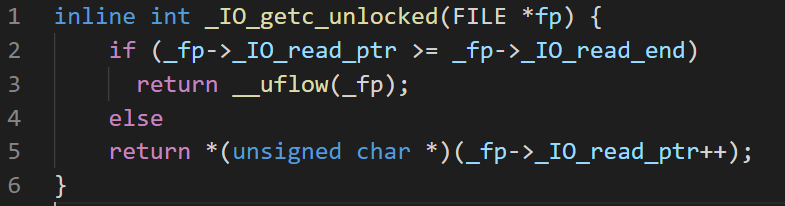 1 inline int _IO_getc_unlocked(FILE *fp) {
2 if (_fp->_IO_read_ptr >= _fp->_IO_read_end)
3 return __uflow(_fp);
4 else
5 return *(unsigned char *)(_fp->_IO_read_ptr++);
6 }